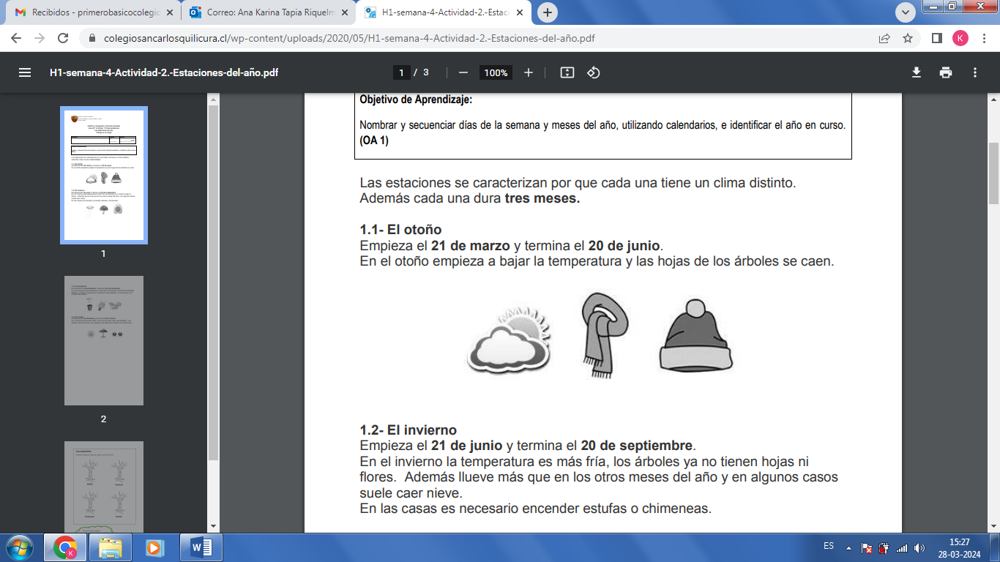 Recibidos - primerobasicocolegio
Correo: Ana Karina Tapia Riquelm
H1-semana-4-Actividad-2.-Estaci
colegiosancarlosquilicura.cl/wp-content/uploads/2020/05/H1-semana-4-Actividad-2.-Estaciones-del-año.pdf
K
H1-semana-4-Actividad-2.-Estaciones-del-año.pdf
1 / 3
100%
1
2
Objetivo de Aprendizaje:
Nombrar y secuenciar días de la semana y meses del año, utilizando calendarios, e identificar el año en curso.
(OA 1)
Las estaciones se caracterizan por que cada una tiene un clima distinto.
Además cada una dura tres meses.
1.1- El otoño
Empieza el 21 de marzo y termina el 20 de junio.
En el otoño empieza a bajar la temperatura y las hojas de los árboles se caen.
1.2- El invierno
Empieza el 21 de junio y termina el 20 de septiembre.
En el invierno la temperatura es más fría, los árboles ya no tienen hojas ni
flores. Además llueve más que en los otros meses del año y en algunos casos
suele caer nieve.
En las casas es necesario encender estufas o chimeneas.
K
W
ES
15:27
28-03-2024